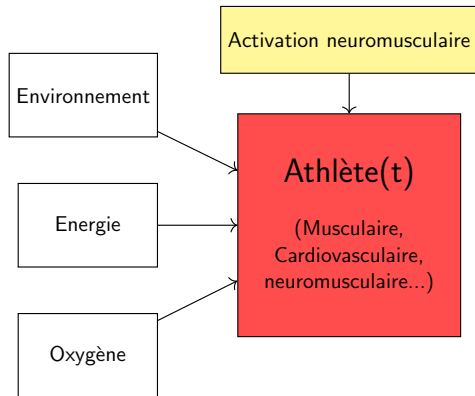 Activation neuromusculaire
Environnement
Athlète(t)
(Musculaire,
Cardiovasculaire,
neuromusculaire...)
Energie
Oxygène